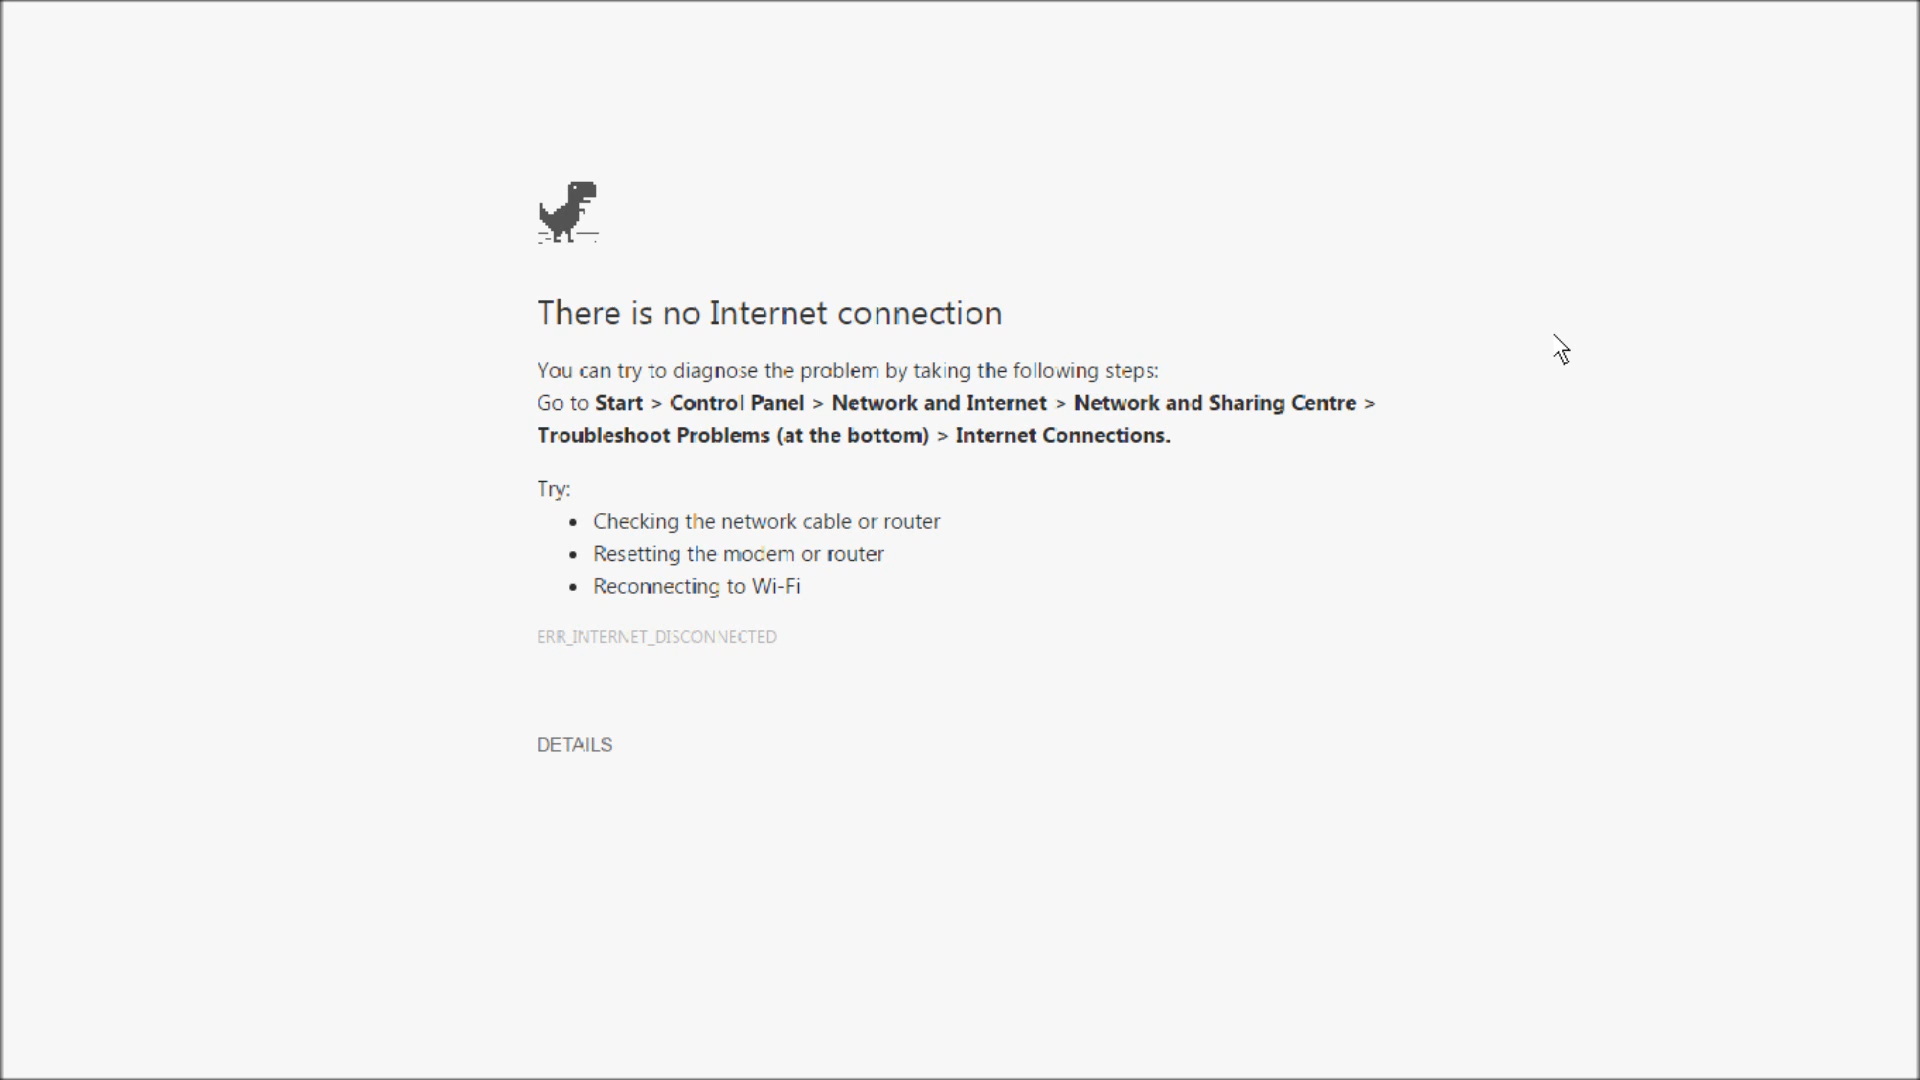 There is no Internet connection
You can try to diagnose the problem by taking the following steps:
Go to Start > Control Panel > Network and Internet > Network and Sharing Centre >
Troubleshoot Problems (at the bottom) > Internet Connections.
Try:
• Checking the network cable or router
• Resetting the modem or router
• Reconnecting to Wi-Fi
ERR_INTERNET_DISCONNECTED
DETAILS